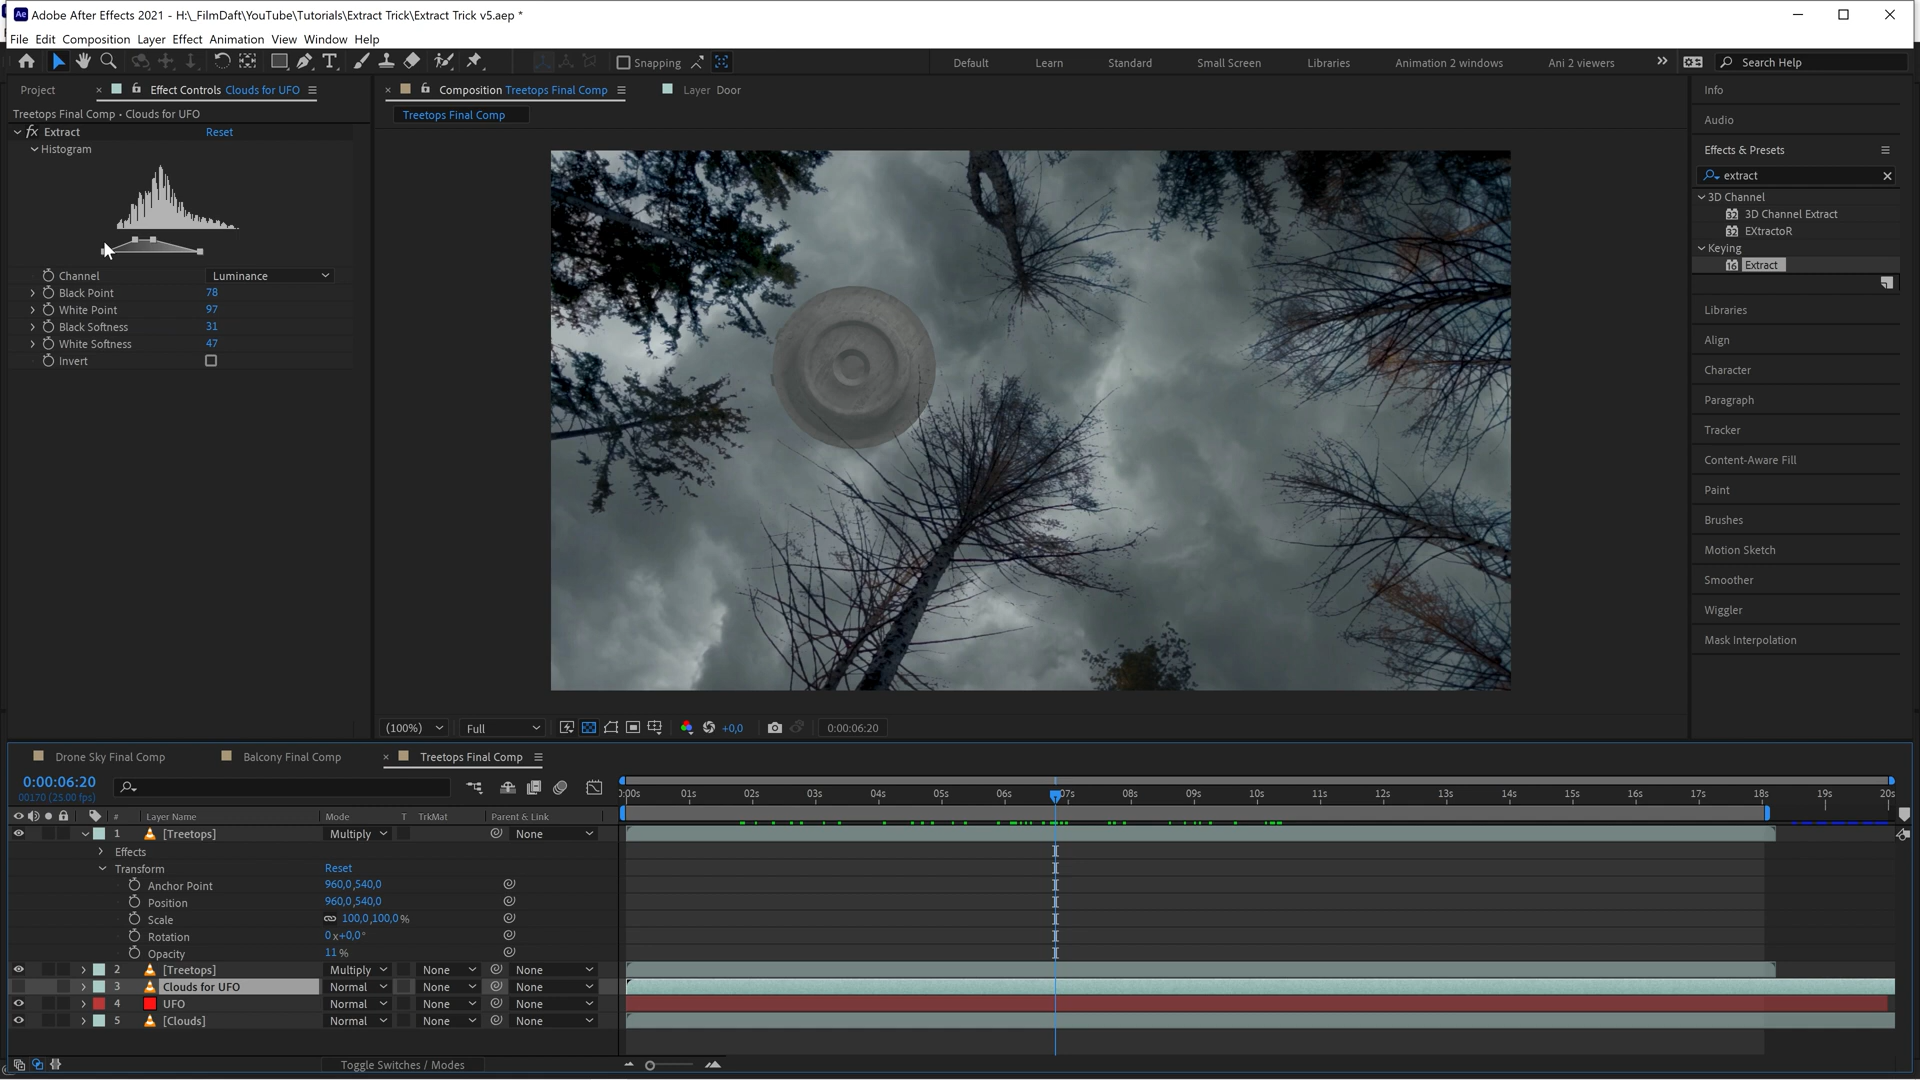 Ae Adobe After Effects 2021 - H:\_FilmDaft\YouTube\Tutorials\Extract Trick\Extract Trick v5.aep *
File Edit Composition Layer Effect Animation View Window Help
Snapping
Default Learn Standard Small Screen Libraries Animation 2 windows Ani 2 viewers
Search Help
Project
Effect Controls Clouds for UFO
Treetops Final Comp • Clouds for UFO
fx Extract Reset
Histogram
Channel Luminance
Black Point 78
White Point 97
Black Softness 31
White Softness 47
Invert
Composition Treetops Final Comp
Layer Door
Treetops Final Comp
(100%) Full +0,0 0:00:06:20
Info
Audio
Effects & Presets
extract
3D Channel
32 3D Channel Extract
32 EXtractoR
Keying
16 Extract
Libraries
Align
Character
Paragraph
Tracker
Content-Aware Fill
Paint
Brushes
Motion Sketch
Smoother
Wiggler
Mask Interpolation
Drone Sky Final Comp
Balcony Final Comp
Treetops Final Comp
0:00:06:20
00170 (25.00 fps)
# Layer Name Mode T TrkMat Parent & Link
:00s 01s 02s 03s 04s 05s 06s 07s 08s 09s 10s 11s 12s 13s 14s 15s 16s 17s 18s 19s 20s
1 [Treetops] Multiply None
Effects
Transform Reset
Anchor Point 960,0,540,0
Position 960,0,540,0
Scale 100,0,100,0%
Rotation 0x+0,0°
Opacity 11%
2 [Treetops] Multiply None None
3 Clouds for UFO Normal None None
4 UFO Normal None None
5 [Clouds] Normal None None
Toggle Switches / Modes